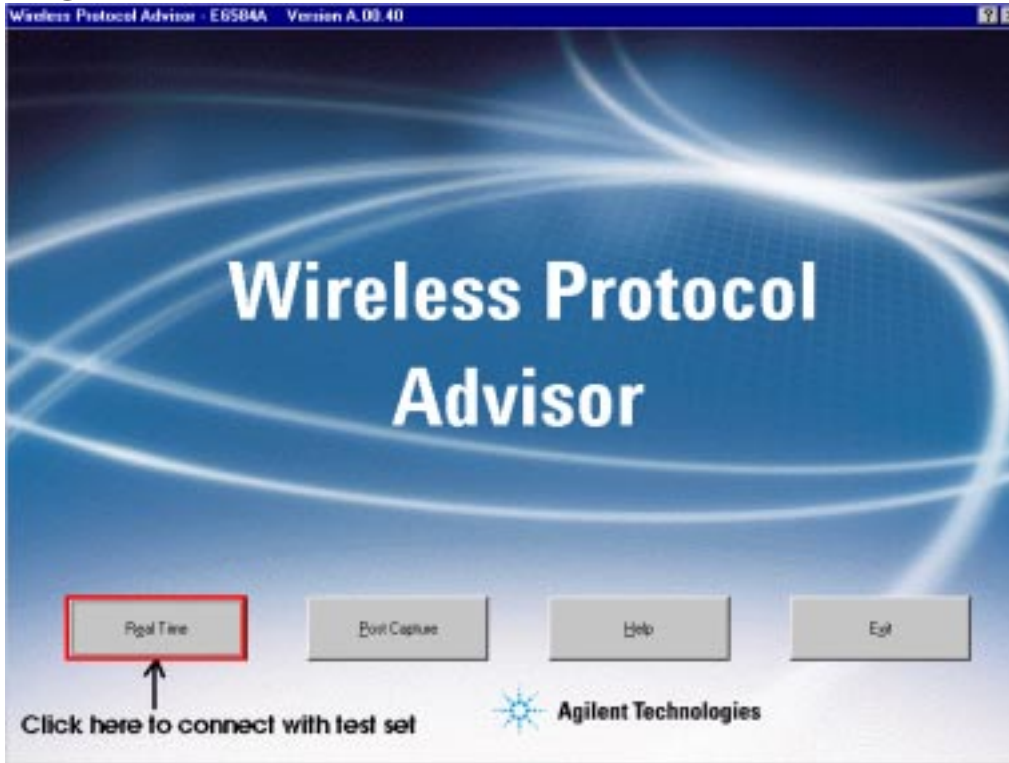 Wireless Protocol Advisor - E6584A Version A.00.40
Wireless Protocol
Advisor
Real Time
Post Capture
Help
Exit
Click here to connect with test set
Agilent Technologies